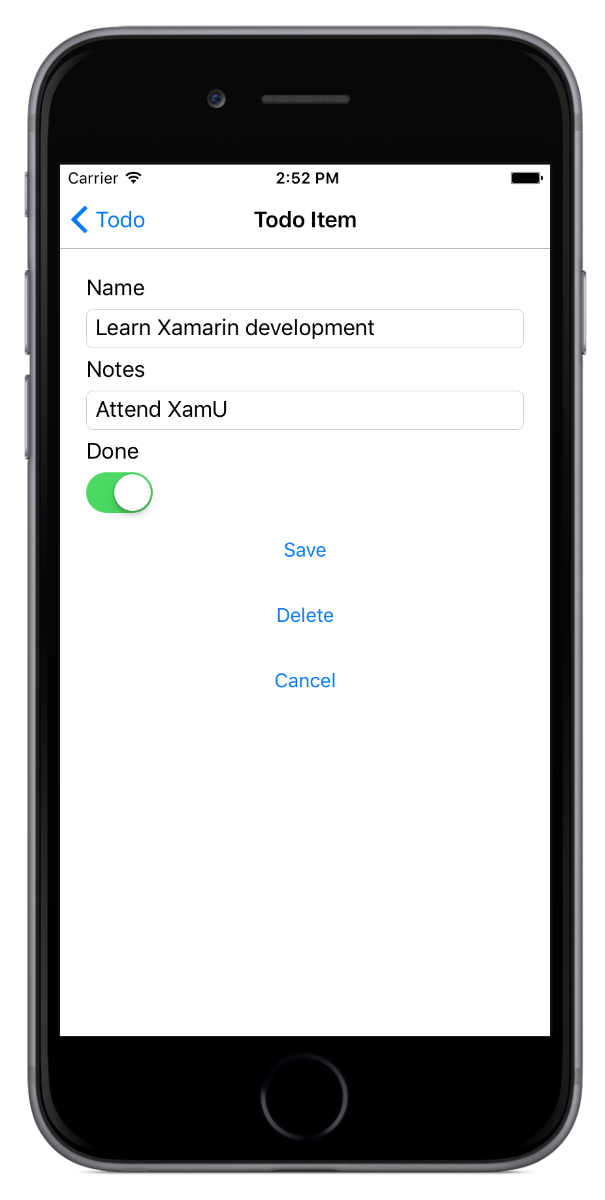 Carrier 2:52 PM
Todo Todo Item
Name
Learn Xamarin development
Notes
Attend XamU
Done
Save
Delete
Cancel